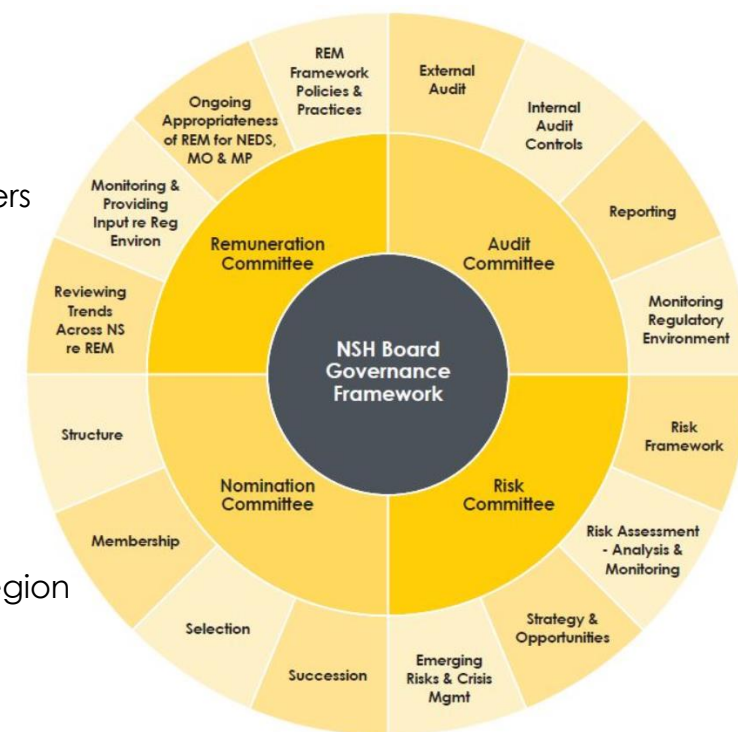 ers
egion
REM
Framework
Policies &
Practices
External
Audit
Internal
Audit
Controls
Reporting
Monitoring
Regulatory
Environment
Risk
Framework
Risk Assessment
- Analysis &
Monitoring
Strategy &
Opportunities
Emerging
Risks & Crisis
Mgmt
Succession
Selection
Membership
Structure
Reviewing
Trends
Across NS
re REM
Monitoring &
Providing
Input re Reg
Environ
Ongoing
Appropriateness
of REM for NEDS,
MO & MP
Remuneration
Committee
Audit
Committee
NSH Board
Governance
Framework
Nomination
Committee
Risk
Committee